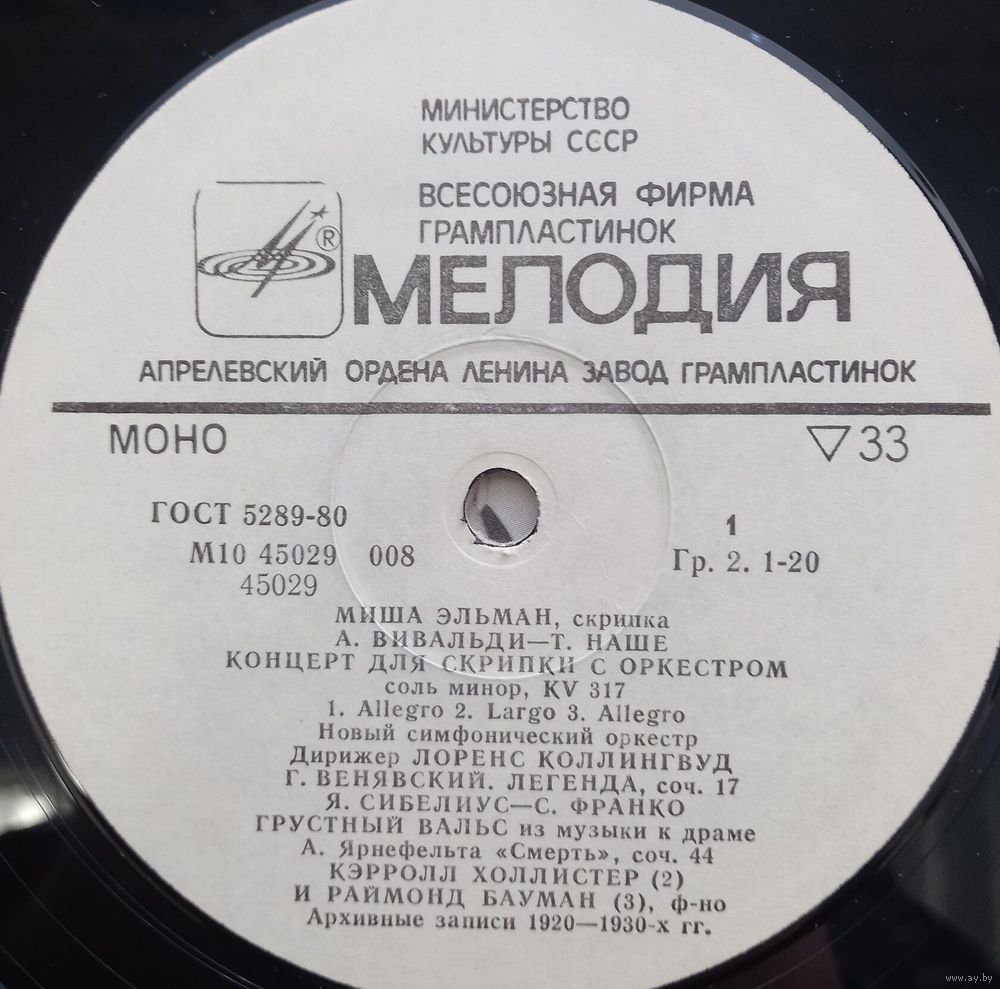 МИНИСТЕРСТВО
КУЛЬТУРЫ СССР
ВСЕСОЮЗНАЯ ФИРМА
ГРАМПЛАСТИНОК
®
МЕЛОДИЯ
АПРЕЛЕВСКИЙ ОРДЕНА ЛЕНИНА ЗАВОД ГРАМПЛАСТИНОК
МОНО ▽33
ГОСТ 5289-80 1
М10 45029 008 Гр. 2. 1-20
45029
МИША ЭЛЬМАН, скрипка
А. ВИВАЛЬДИ—Т. НАШЕ
КОНЦЕРТ ДЛЯ СКРИПКИ С ОРКЕСТРОМ
соль минор, KV 317
1. Allegro 2. Largo 3. Allegro
Новый симфонический оркестр
Дирижер ЛОРЕНС КОЛЛИНГВУД
Г. ВЕНЯВСКИЙ. ЛЕГЕНДА, соч. 17
Я. СИБЕЛИУС—С. ФРАНКО
ГРУСТНЫЙ ВАЛЬС из музыки к драме
А. Ярнефельта «Смерть», соч. 44
КЭРРОЛЛ ХОЛЛИСТЕР (2)
И РАЙМОНД БАУМАН (3), ф-но
Архивные записи 1920—1930-х гг.
www.ay.by